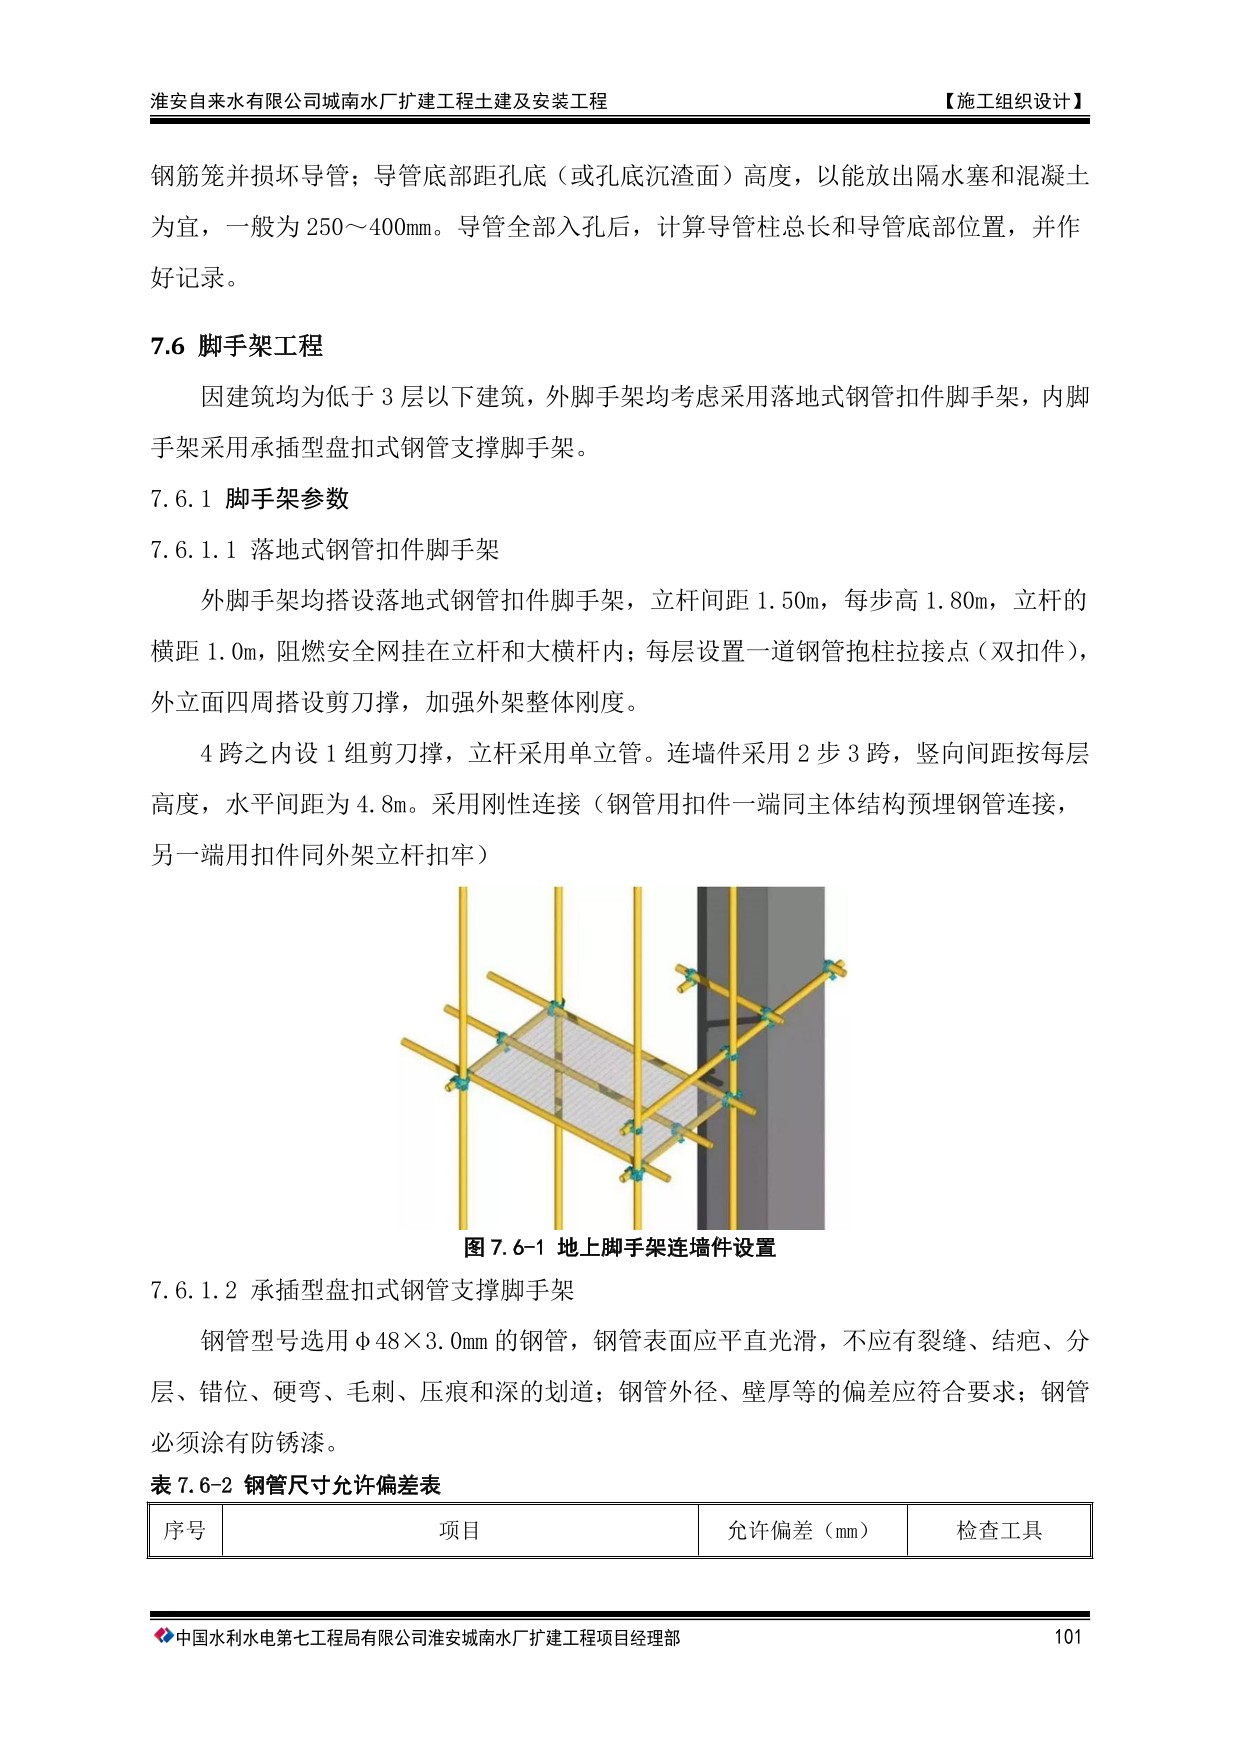 淮安自来水有限公司城南水厂扩建工程土建及安装工程 【施工组织设计】
钢筋笼并损坏导管；导管底部距孔底（或孔底沉渣面）高度，以能放出隔水塞和混凝土
为宜，一般为 250～400mm。导管全部入孔后，计算导管柱总长和导管底部位置，并作
好记录。
7.6 脚手架工程
因建筑均为低于 3 层以下建筑，外脚手架均考虑采用落地式钢管扣件脚手架，内脚
手架采用承插型盘扣式钢管支撑脚手架。
7.6.1 脚手架参数
7.6.1.1 落地式钢管扣件脚手架
外脚手架均搭设落地式钢管扣件脚手架，立杆间距 1.50m，每步高 1.80m，立杆的
横距 1.0m，阻燃安全网挂在立杆和大横杆内；每层设置一道钢管抱柱拉接点（双扣件），
外立面四周搭设剪刀撑，加强外架整体刚度。
4 跨之内设 1 组剪刀撑，立杆采用单立管。连墙件采用 2 步 3 跨，竖向间距按每层
高度，水平间距为 4.8m。采用刚性连接（钢管用扣件一端同主体结构预埋钢管连接，
另一端用扣件同外架立杆扣牢）
图 7.6-1 地上脚手架连墙件设置
7.6.1.2 承插型盘扣式钢管支撑脚手架
钢管型号选用φ48×3.0mm 的钢管，钢管表面应平直光滑，不应有裂缝、结疤、分
层、错位、硬弯、毛刺、压痕和深的划道；钢管外径、壁厚等的偏差应符合要求；钢管
必须涂有防锈漆。
表 7.6-2 钢管尺寸允许偏差表
序号 项目 允许偏差（mm） 检查工具
中国水利水电第七工程局有限公司淮安城南水厂扩建工程项目经理部 101